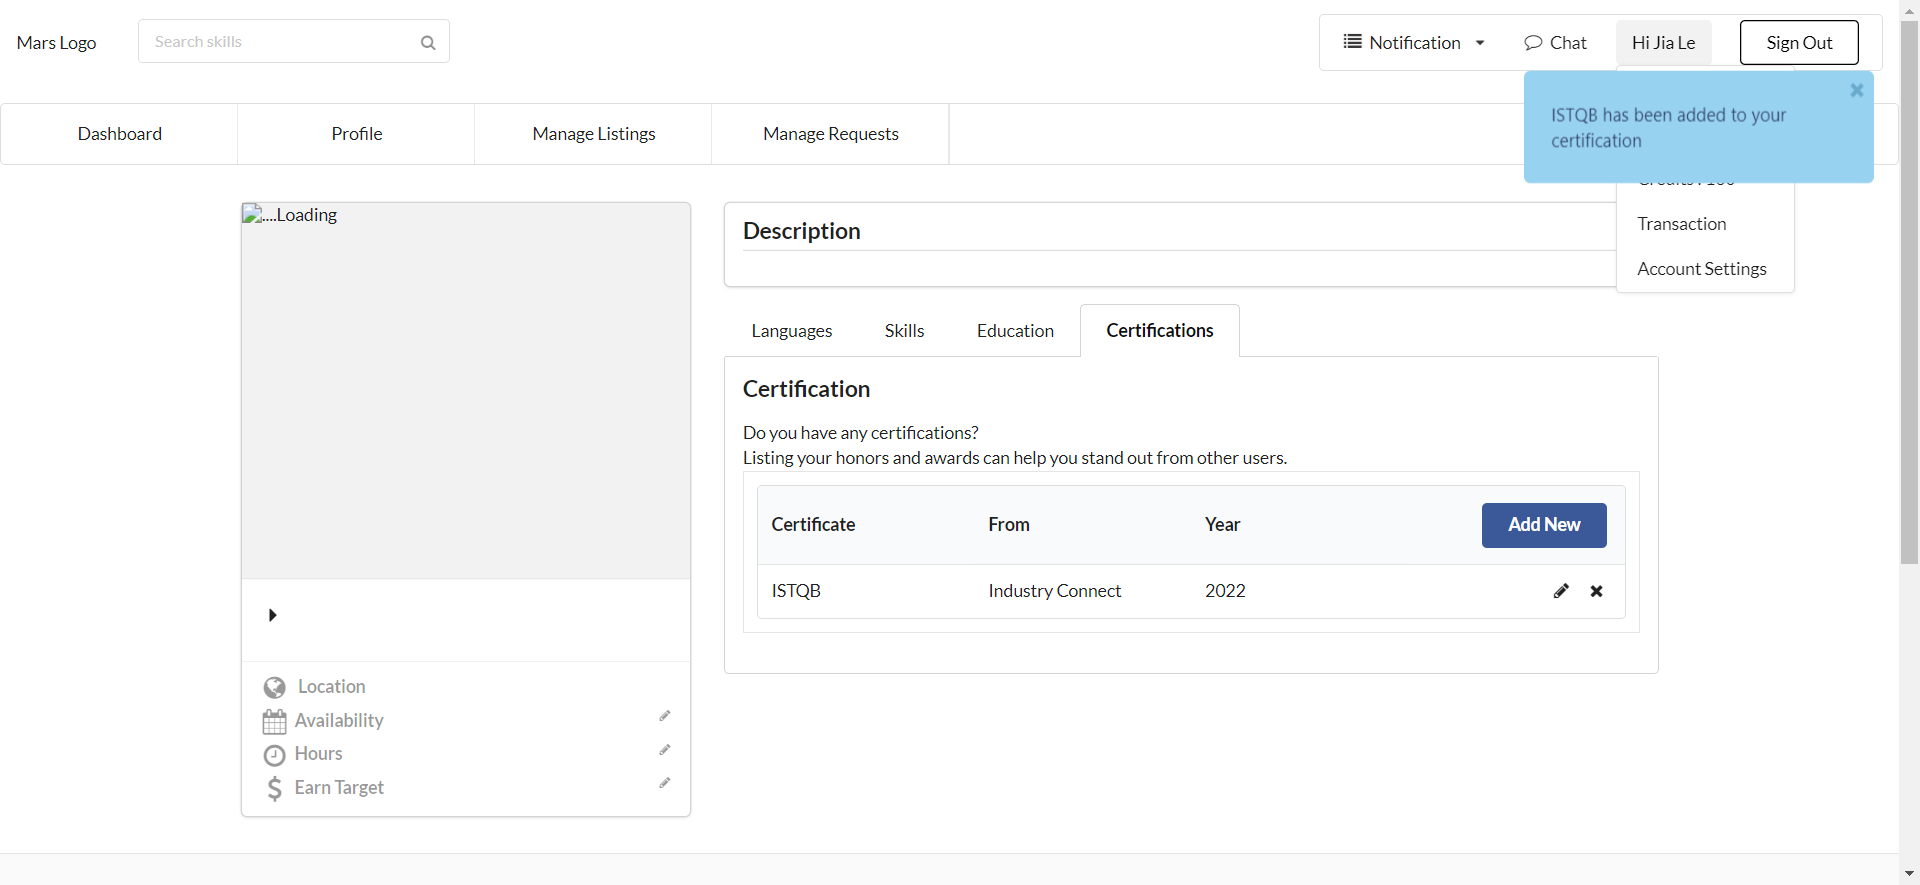 Mars Logo
Search skills
Notification
Chat
Hi Jia Le
Sign Out
ISTQB has been added to your
certification
Dashboard
Profile
Manage Listings
Manage Requests
Transaction
Account Settings
....Loading
Description
Languages
Skills
Education
Certifications
Certification
Do you have any certifications?
Listing your honors and awards can help you stand out from other users.
Certificate
From
Year
Add New
ISTQB
Industry Connect
2022
Location
Availability
Hours
Earn Target